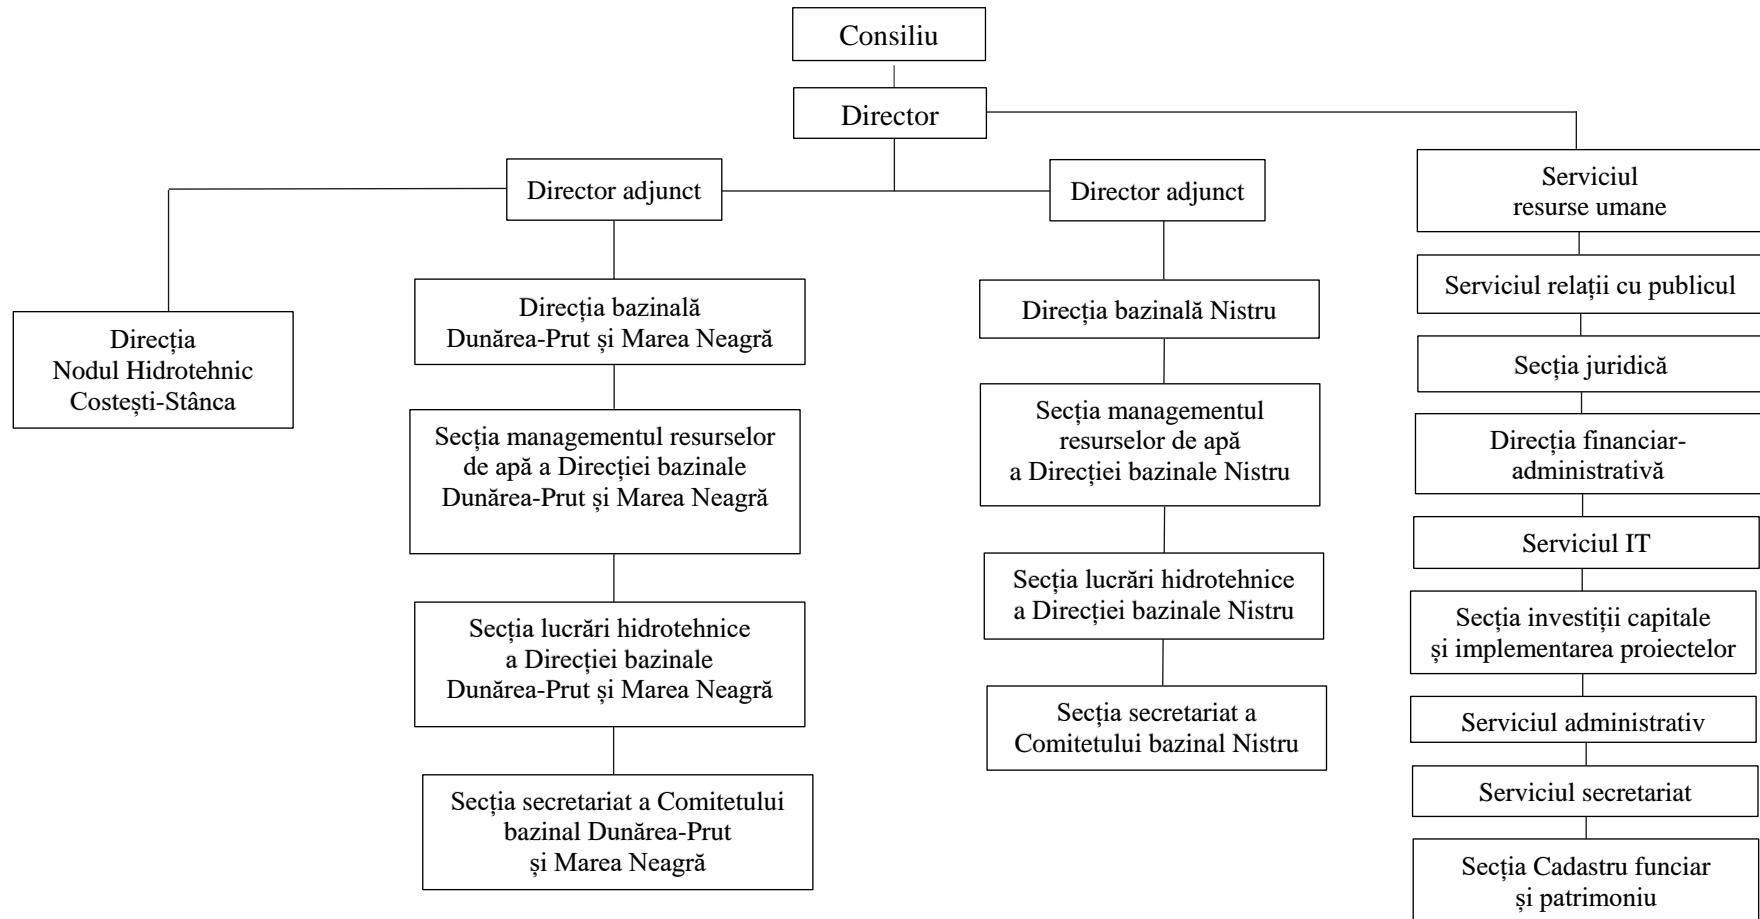 Consiliu
Director
Director adjunct
Director adjunct
Serviciul
resurse umane
Direcția
Nodul Hidrotehnic
Costești-Stânca
Direcția bazinală
Dunărea-Prut și Marea Neagră
Secția managementul resurselor
de apă a Direcției bazinale
Dunărea-Prut și Marea Neagră
Secția lucrări hidrotehnice
a Direcției bazinale
Dunărea-Prut și Marea Neagră
Secția secretariat a Comitetului
bazinal Dunărea-Prut
și Marea Neagră
Direcția bazinală Nistru
Secția managementul
resurselor de apă
a Direcției bazinale Nistru
Secția lucrări hidrotehnice
a Direcției bazinale Nistru
Secția secretariat a
Comitetului bazinal Nistru
Serviciul relații cu publicul
Secția juridică
Direcția financiar-
administrativă
Serviciul IT
Secția investiții capitale
și implementarea proiectelor
Serviciul administrativ
Serviciul secretariat
Secția Cadastru funciar
și patrimoniu